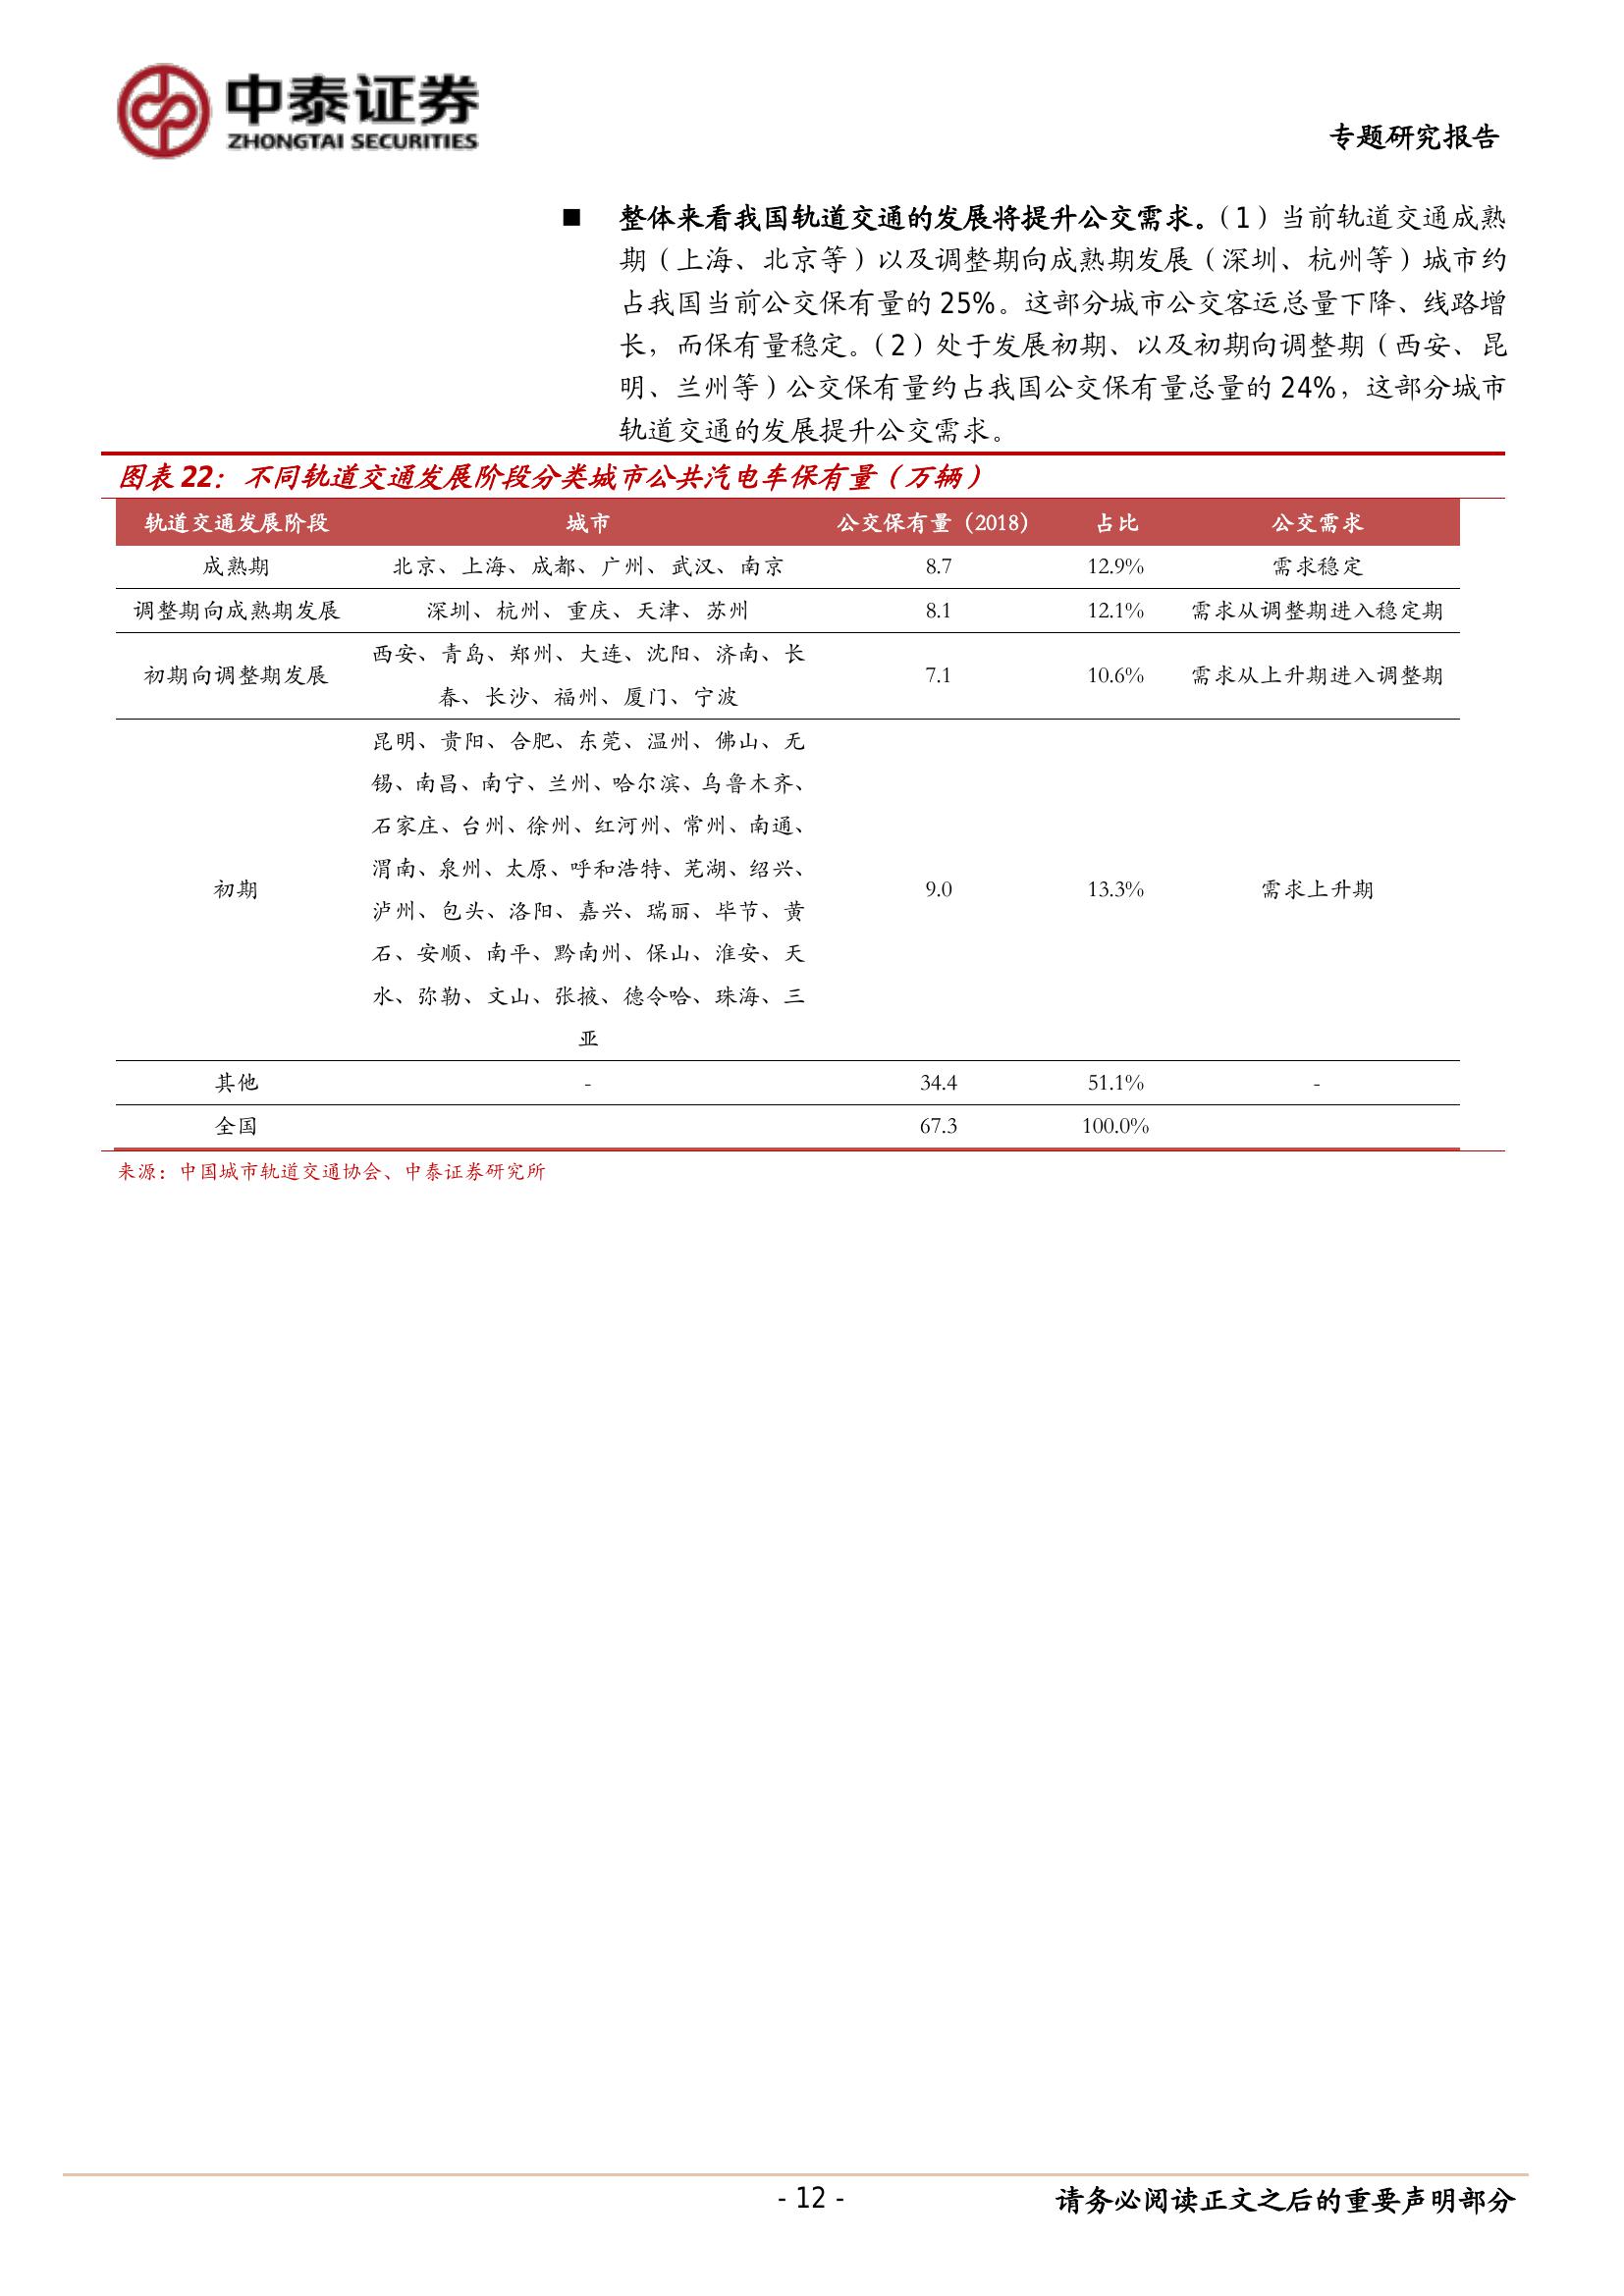 中泰证券
ZHONGTAI SECURITIES
专题研究报告
■ 整体来看我国轨道交通的发展将提升公交需求。（1）当前轨道交通成熟
期（上海、北京等）以及调整期向成熟期发展（深圳、杭州等）城市约
占我国当前公交保有量的 25%。这部分城市公交客运总量下降、线路增
长，而保有量稳定。（2）处于发展初期、以及初期向调整期（西安、昆
明、兰州等）公交保有量约占我国公交保有量总量的 24%，这部分城市
轨道交通的发展提升公交需求。
图表 22：不同轨道交通发展阶段分类城市公共汽电车保有量（万辆）
轨道交通发展阶段 城市 公交保有量（2018） 占比 公交需求
成熟期 北京、上海、成都、广州、武汉、南京 8.7 12.9% 需求稳定
调整期向成熟期发展 深圳、杭州、重庆、天津、苏州 8.1 12.1% 需求从调整期进入稳定期
西安、青岛、郑州、大连、沈阳、济南、长
初期向调整期发展 7.1 10.6% 需求从上升期进入调整期
春、长沙、福州、厦门、宁波
昆明、贵阳、合肥、东莞、温州、佛山、无
锡、南昌、南宁、兰州、哈尔滨、乌鲁木齐、
石家庄、台州、徐州、红河州、常州、南通、
渭南、泉州、太原、呼和浩特、芜湖、绍兴、
初期 9.0 13.3% 需求上升期
泸州、包头、洛阳、嘉兴、瑞丽、毕节、黄
石、安顺、南平、黔南州、保山、淮安、天
水、弥勒、文山、张掖、德令哈、珠海、三
亚
其他 - 34.4 51.1% -
全国 67.3 100.0%
来源：中国城市轨道交通协会、中泰证券研究所
- 12 -
请务必阅读正文之后的重要声明部分